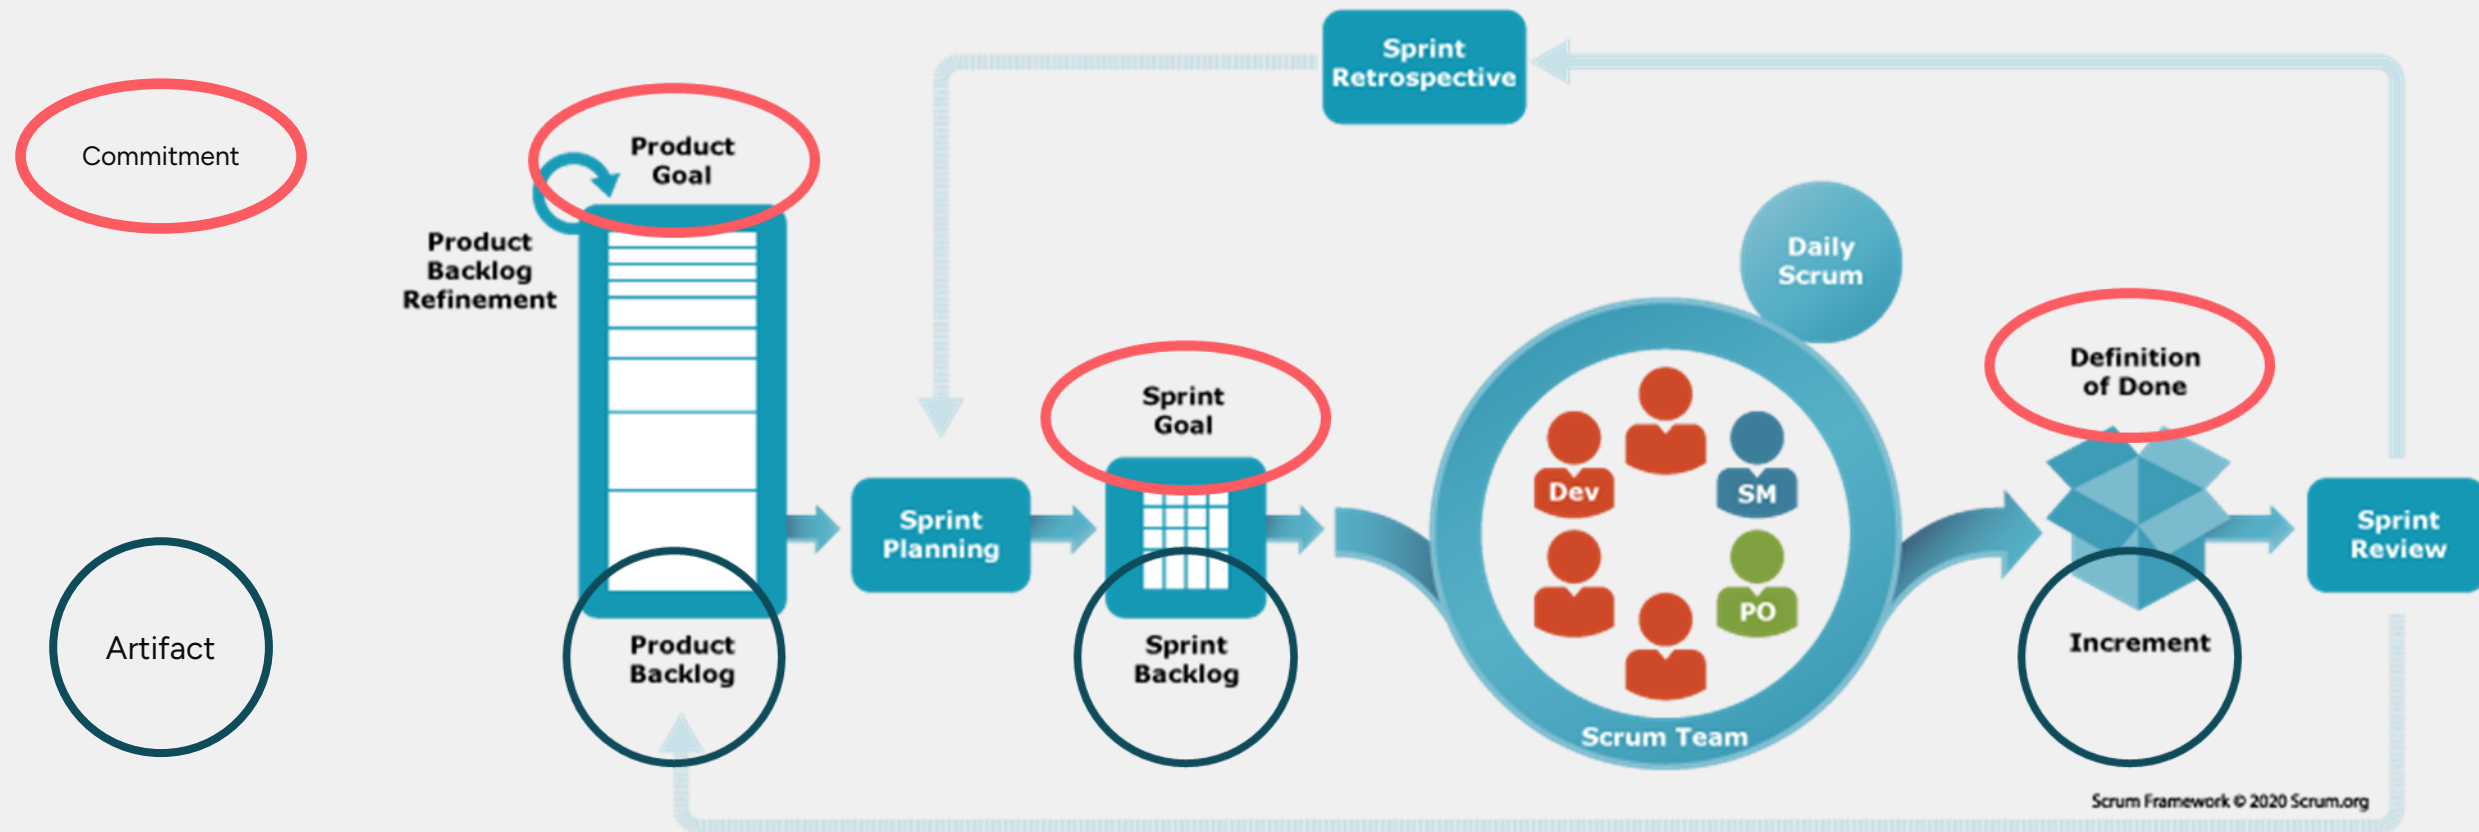 Sprint
Retrospective
Commitment
Product
Goal
Product
Backlog
Refinement
Daily
Scrum
Definition
of Done
Sprint
Goal
Dev
SM
Sprint
Planning
Sprint
Review
PO
Artifact
Product
Backlog
Sprint
Backlog
Increment
Scrum Team
Scrum Framework © 2020 Scrum.org